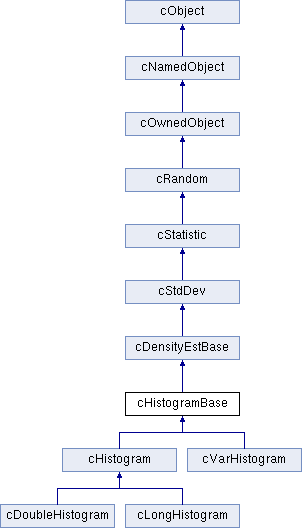 cObject
cNamedObject
cOwnedObject
cRandom
cStatistic
cStdDev
cDensityEstBase
cHistogramBase
cHistogram
cVarHistogram
cDoubleHistogram
cLongHistogram